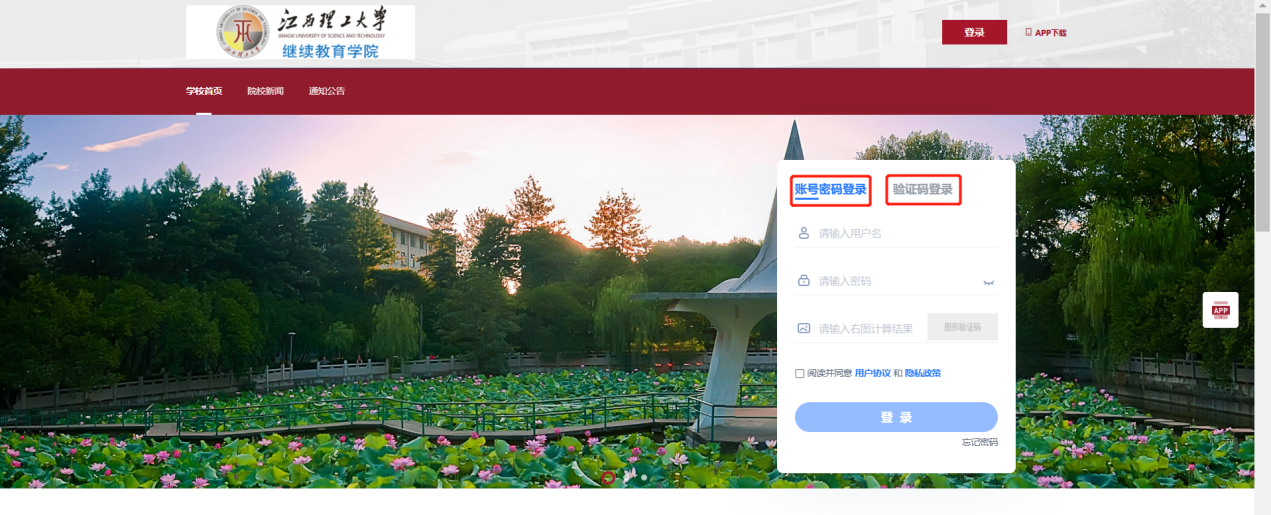 江西理工大学
JIANGXI UNIVERSITY OF SCIENCE AND TECHNOLOGY
继续教育学院
登录
APP下载
学校首页 院校新闻 通知公告
账号密码登录 验证码登录
请输入用户名
请输入密码
请输入右图计算结果 图形验证码
阅读并同意 用户协议 和 隐私政策
登 录
忘记密码
APP